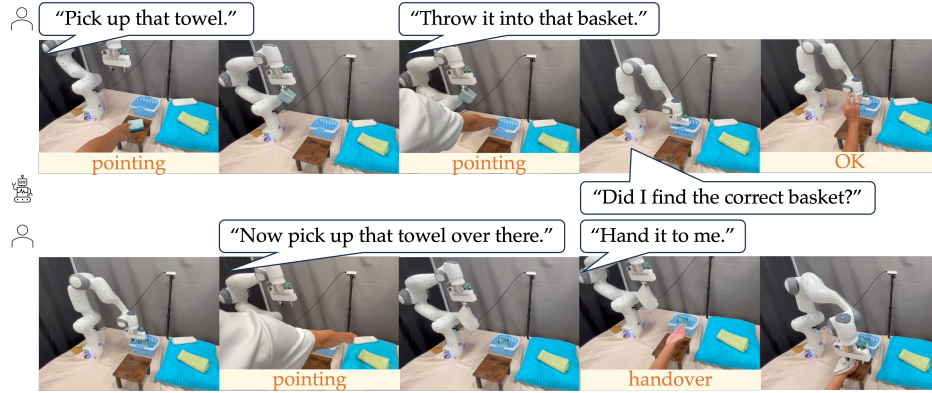 “Pick up that towel.”
“Throw it into that basket.”
pointing
pointing
OK
“Did I find the correct basket?”
“Now pick up that towel over there.”
“Hand it to me.”
pointing
handover